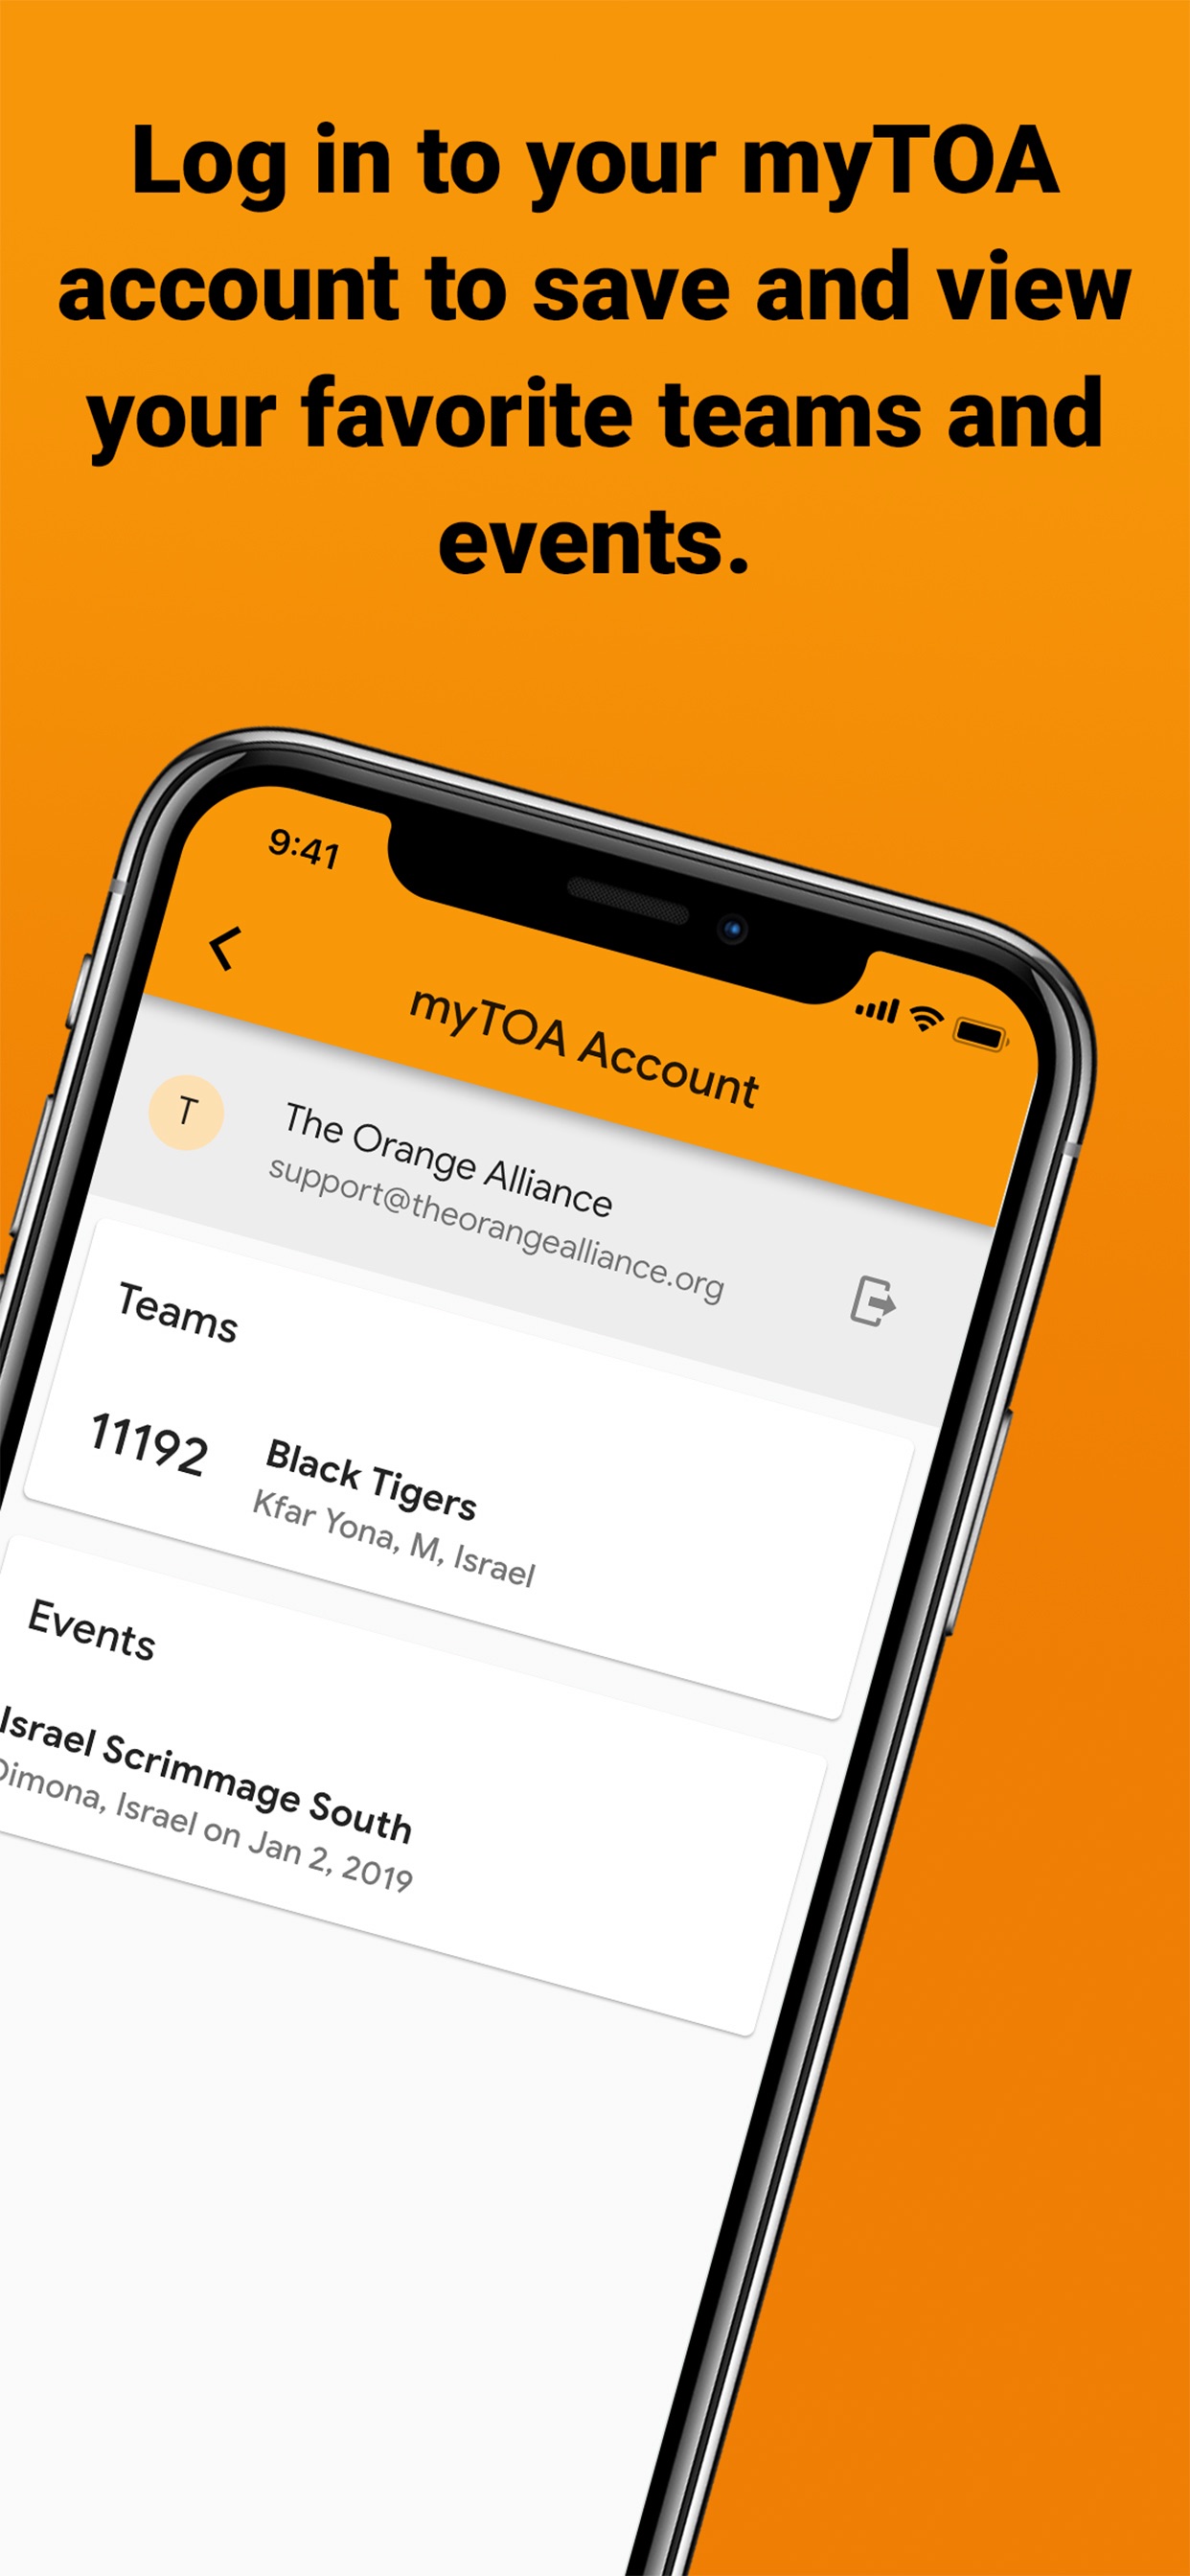 Log in to your myTOA
account to save and view
your favorite teams and
events.
9:41
myTOA Account
T
The Orange Alliance
support@theorangealliance.org
Teams
11192
Black Tigers
Kfar Yona, M, Israel
Events
Israel Scrimmage South
Dimona, Israel on Jan 2, 2019